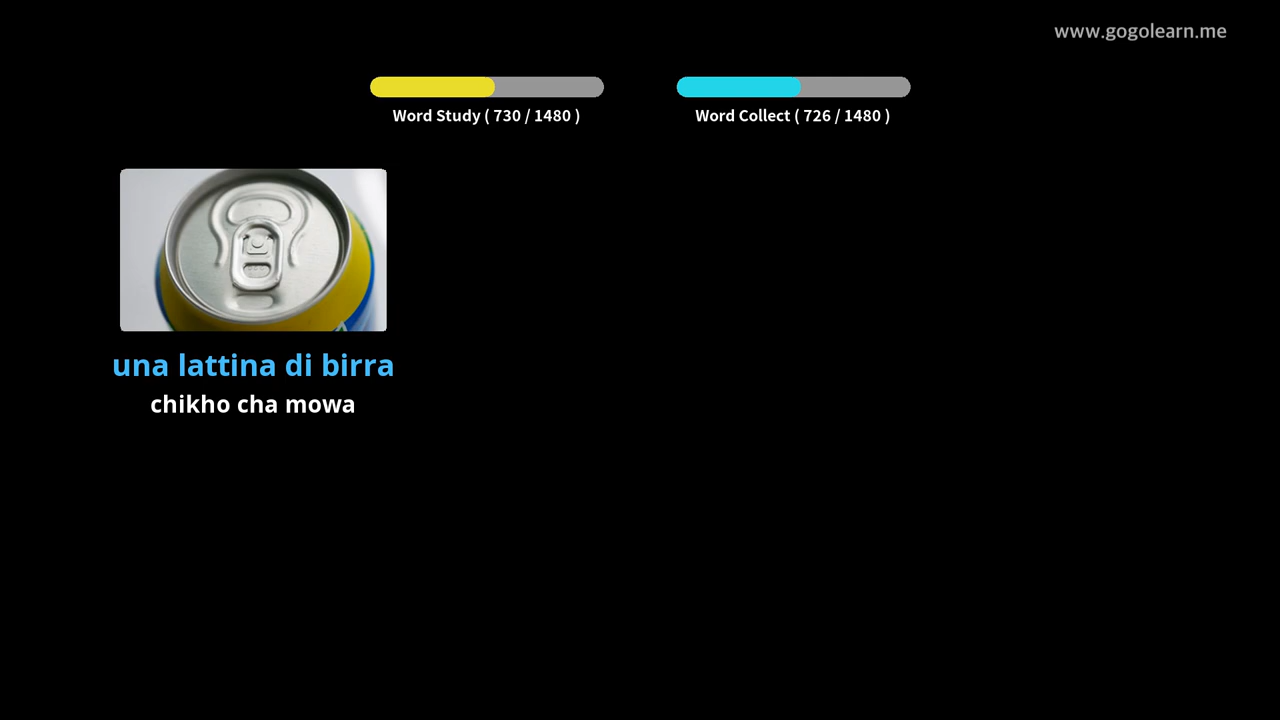 www.gogolearn.me
Word Study ( 730 / 1480 )
Word Collect ( 726 / 1480 )
una lattina di birra
chikho cha mowa